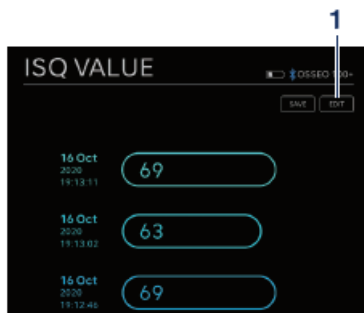 1
ISQ VALUE
OSSEO 100+
SAVE EDIT
16 Oct
2020
19:13:11
69
16 Oct
2020
19:13:02
63
16 Oct
2020
19:12:46
69